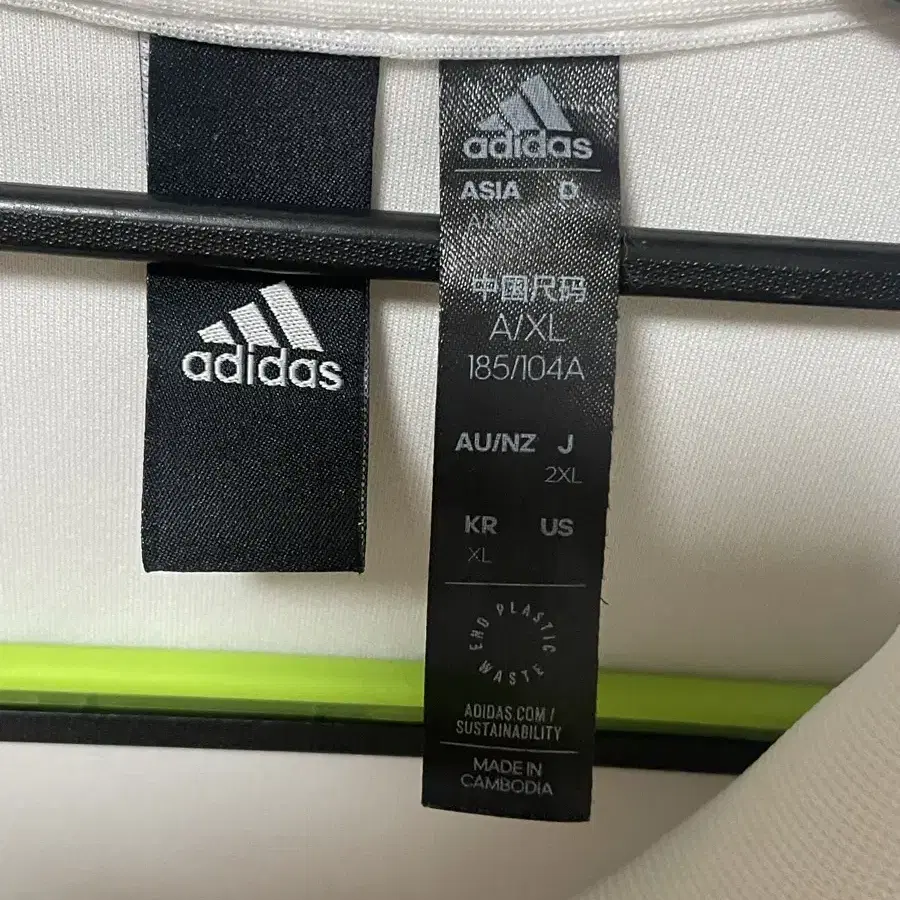 adidas
adidas
ASIA D
中国尺码
A/XL
185/104A
AU/NZ J
2XL
KR US
XL
END PLASTIC WASTE
ADIDAS.COM/
SUSTAINABILITY
MADE IN
CAMBODIA